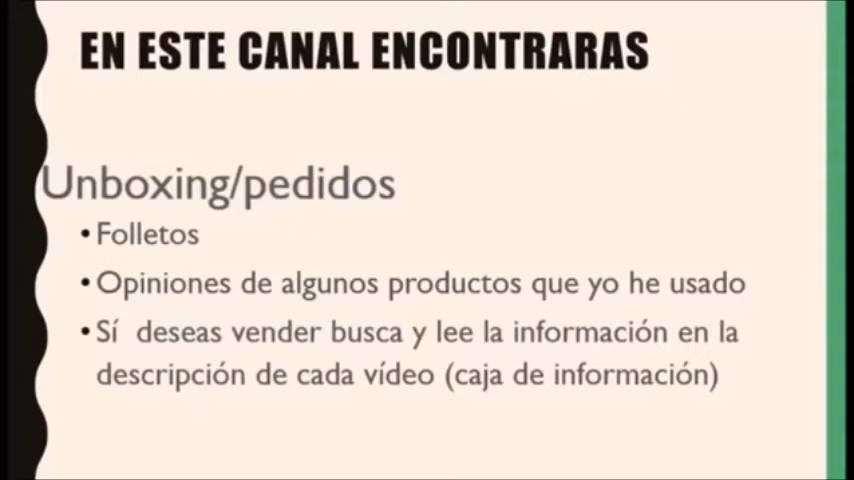 EN ESTE CANAL ENCONTRARAS
Unboxing/pedidos
• Folletos
• Opiniones de algunos productos que yo he usado
• Sí deseas vender busca y lee la información en la
descripción de cada vídeo (caja de información)